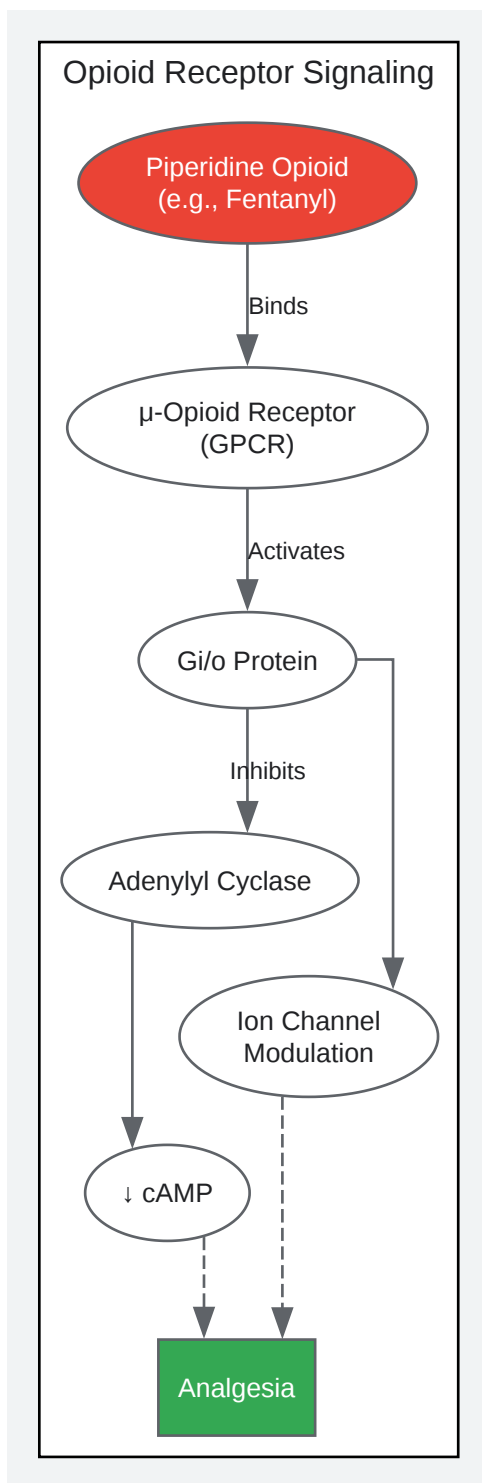 Opioid Receptor Signaling
Piperidine Opioid
(e.g., Fentanyl)
Binds
μ-Opioid Receptor
(GPCR)
Activates
Gi/o Protein
Inhibits
Adenylyl Cyclase
Ion Channel
Modulation
↓ cAMP
Analgesia